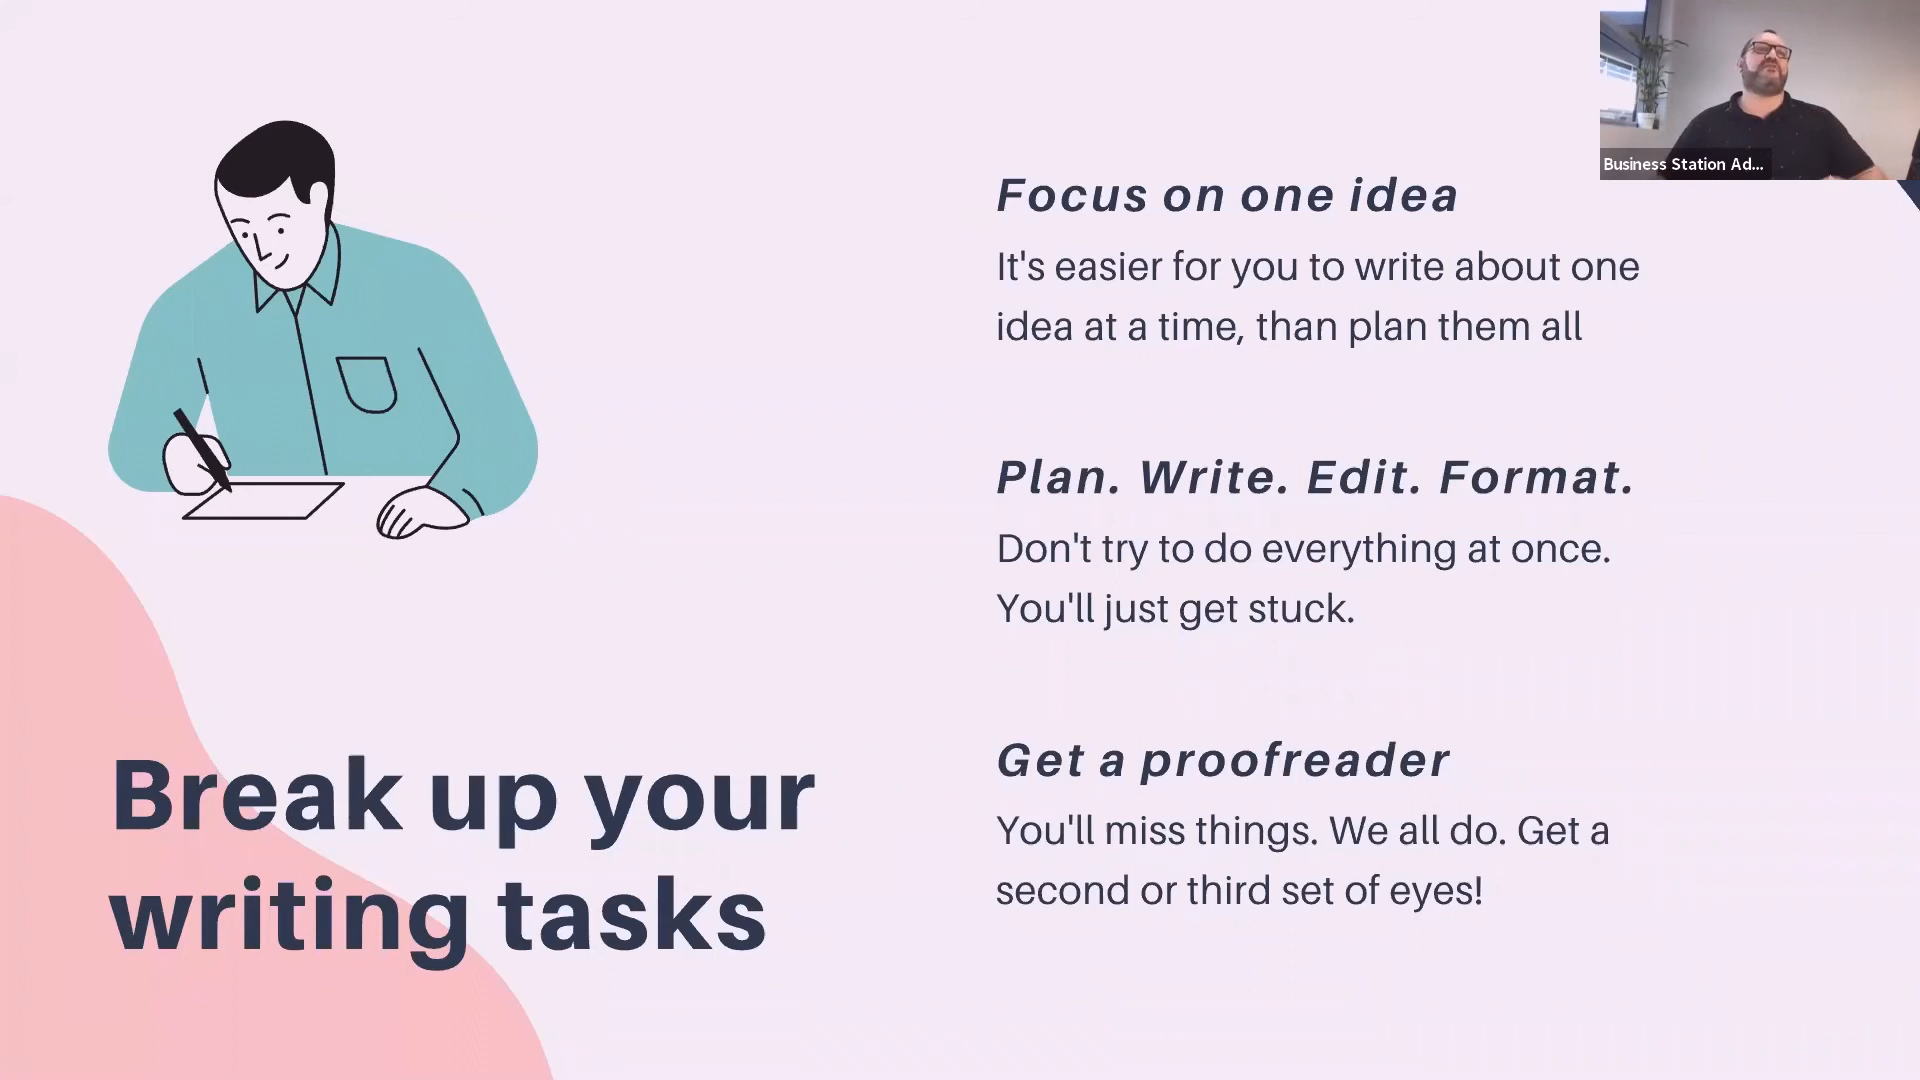 Business Station Ad...
Focus on one idea
It's easier for you to write about one
idea at a time, than plan them all
Plan. Write. Edit. Format.
Don't try to do everything at once.
You'll just get stuck.
Get a proofreader
You'll miss things. We all do. Get a
second or third set of eyes!
Break up your
writing tasks